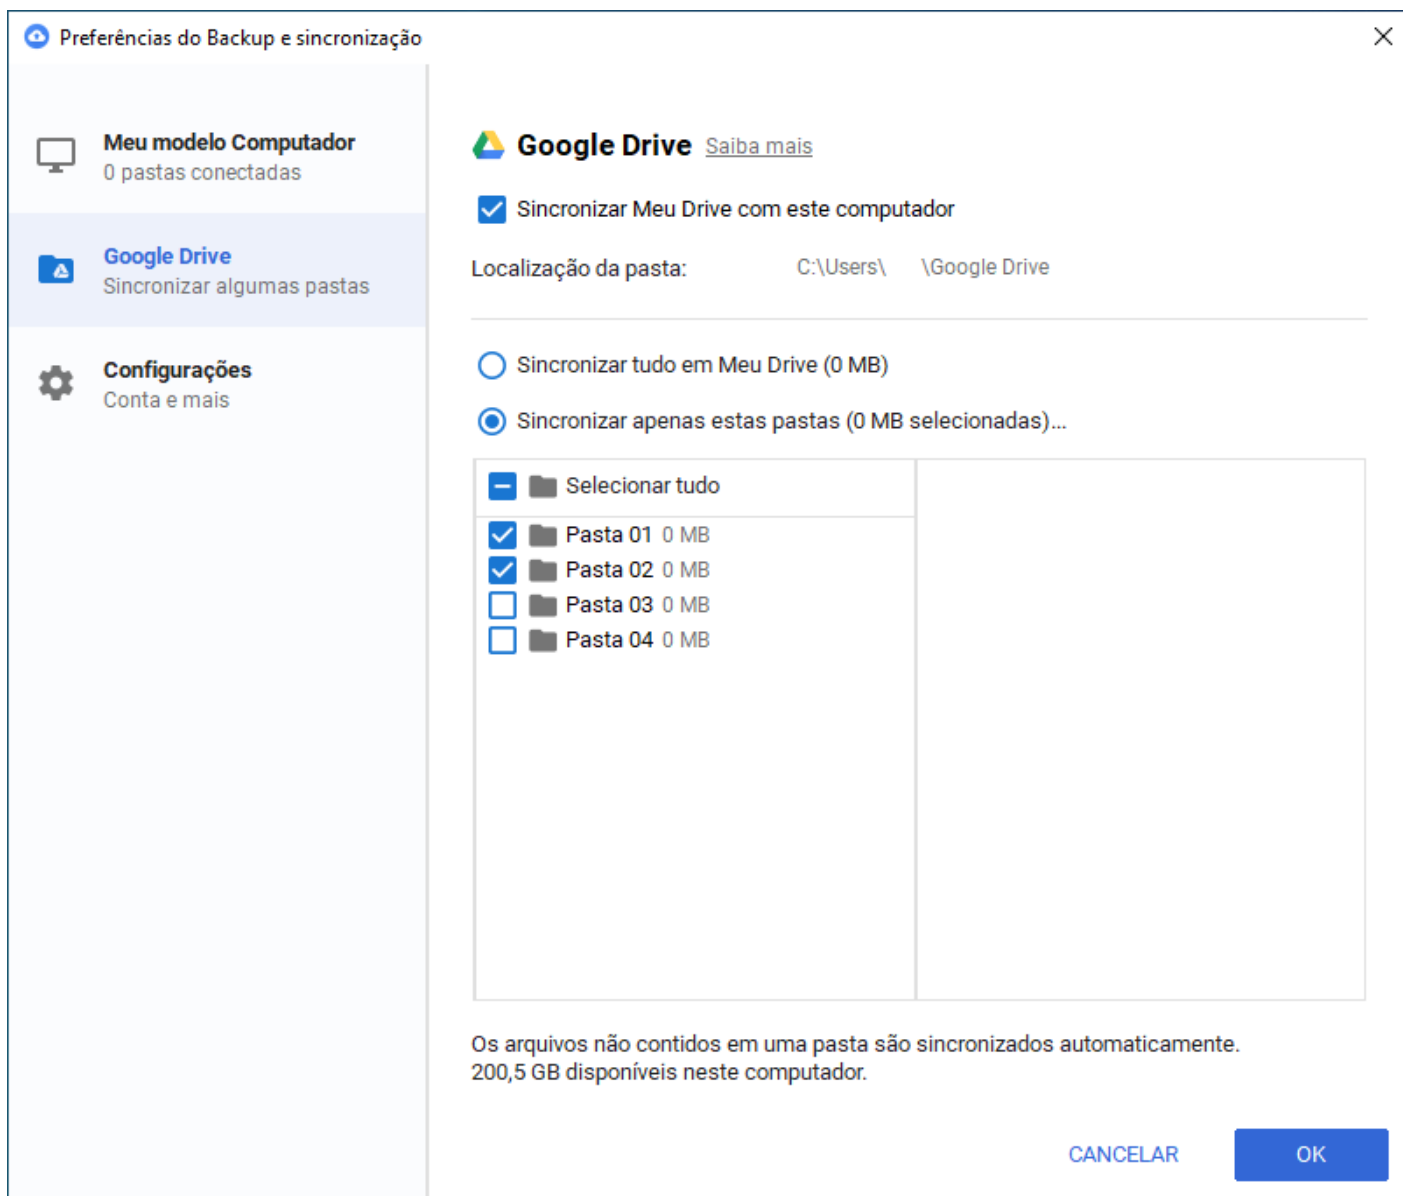 Preferências do Backup e sincronização
Meu modelo Computador
0 pastas conectadas
Google Drive
Sincronizar algumas pastas
Configurações
Conta e mais
Google Drive Saiba mais
Sincronizar Meu Drive com este computador
Localização da pasta: C:\Users\ \Google Drive
Sincronizar tudo em Meu Drive (0 MB)
Sincronizar apenas estas pastas (0 MB selecionadas)...
Selecionar tudo
Pasta 01 0 MB
Pasta 02 0 MB
Pasta 03 0 MB
Pasta 04 0 MB
Os arquivos não contidos em uma pasta são sincronizados automaticamente.
200,5 GB disponíveis neste computador.
CANCELAR OK